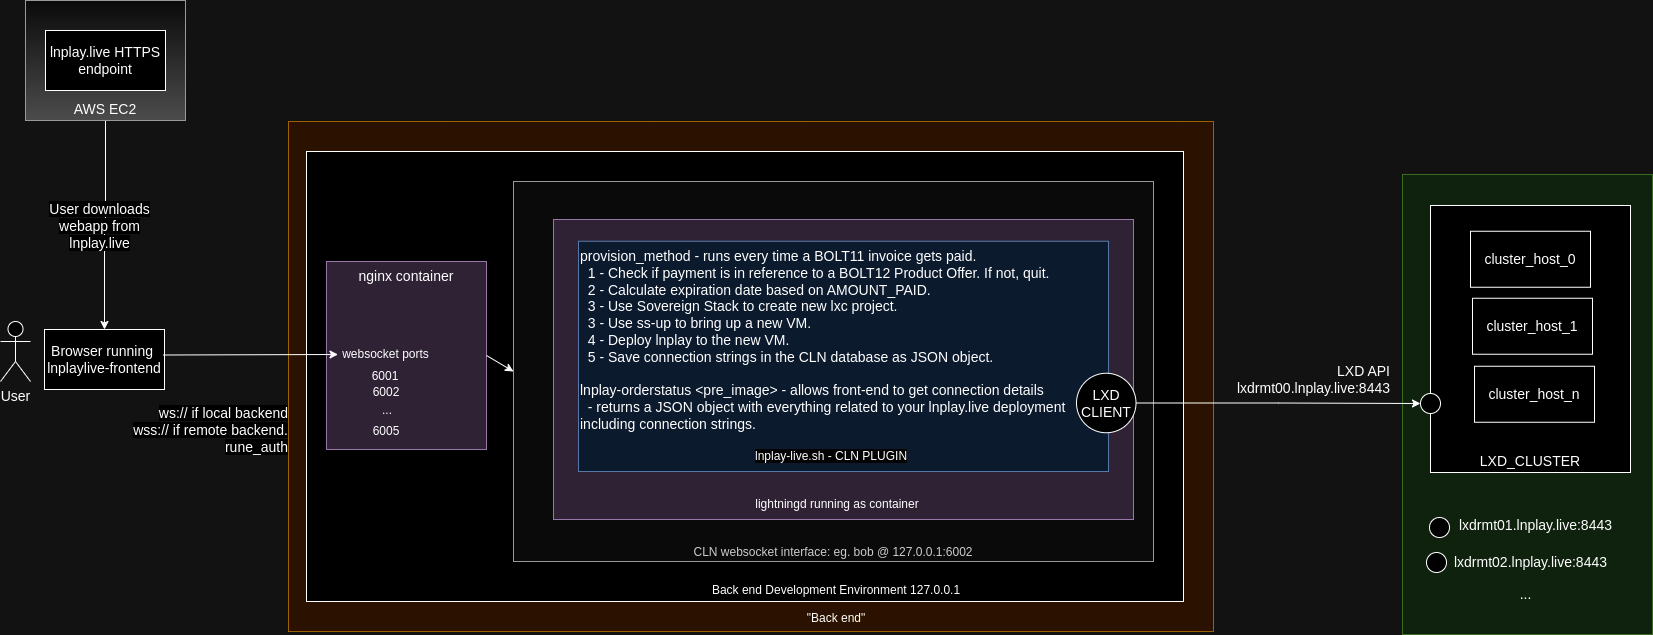 lnplay.live HTTPS
endpoint
AWS EC2
User downloads
webapp from
lnplay.live
Browser running
lnplaylive-frontend
User
ws:// if local backend
wss:// if remote backend.
rune_auth
nginx container
websocket ports
6001
6002
...
6005
provision_method - runs every time a BOLT11 invoice gets paid.
1 - Check if payment is in reference to a BOLT12 Product Offer. If not, quit.
2 - Calculate expiration date based on AMOUNT_PAID.
3 - Use Sovereign Stack to create new lxc project.
3 - Use ss-up to bring up a new VM.
4 - Deploy lnplay to the new VM.
5 - Save connection strings in the CLN database as JSON object.
lnplay-orderstatus <pre_image> - allows front-end to get connection details
- returns a JSON object with everything related to your lnplay.live deployment
including connection strings.
lnplay-live.sh - CLN PLUGIN
LXD
CLIENT
lightningd running as container
CLN websocket interface: eg. bob @ 127.0.0.1:6002
Back end Development Environment 127.0.0.1
"Back end"
LXD API
lxdrmt00.lnplay.live:8443
cluster_host_0
cluster_host_1
cluster_host_n
LXD_CLUSTER
lxdrmt01.lnplay.live:8443
lxdrmt02.lnplay.live:8443
...